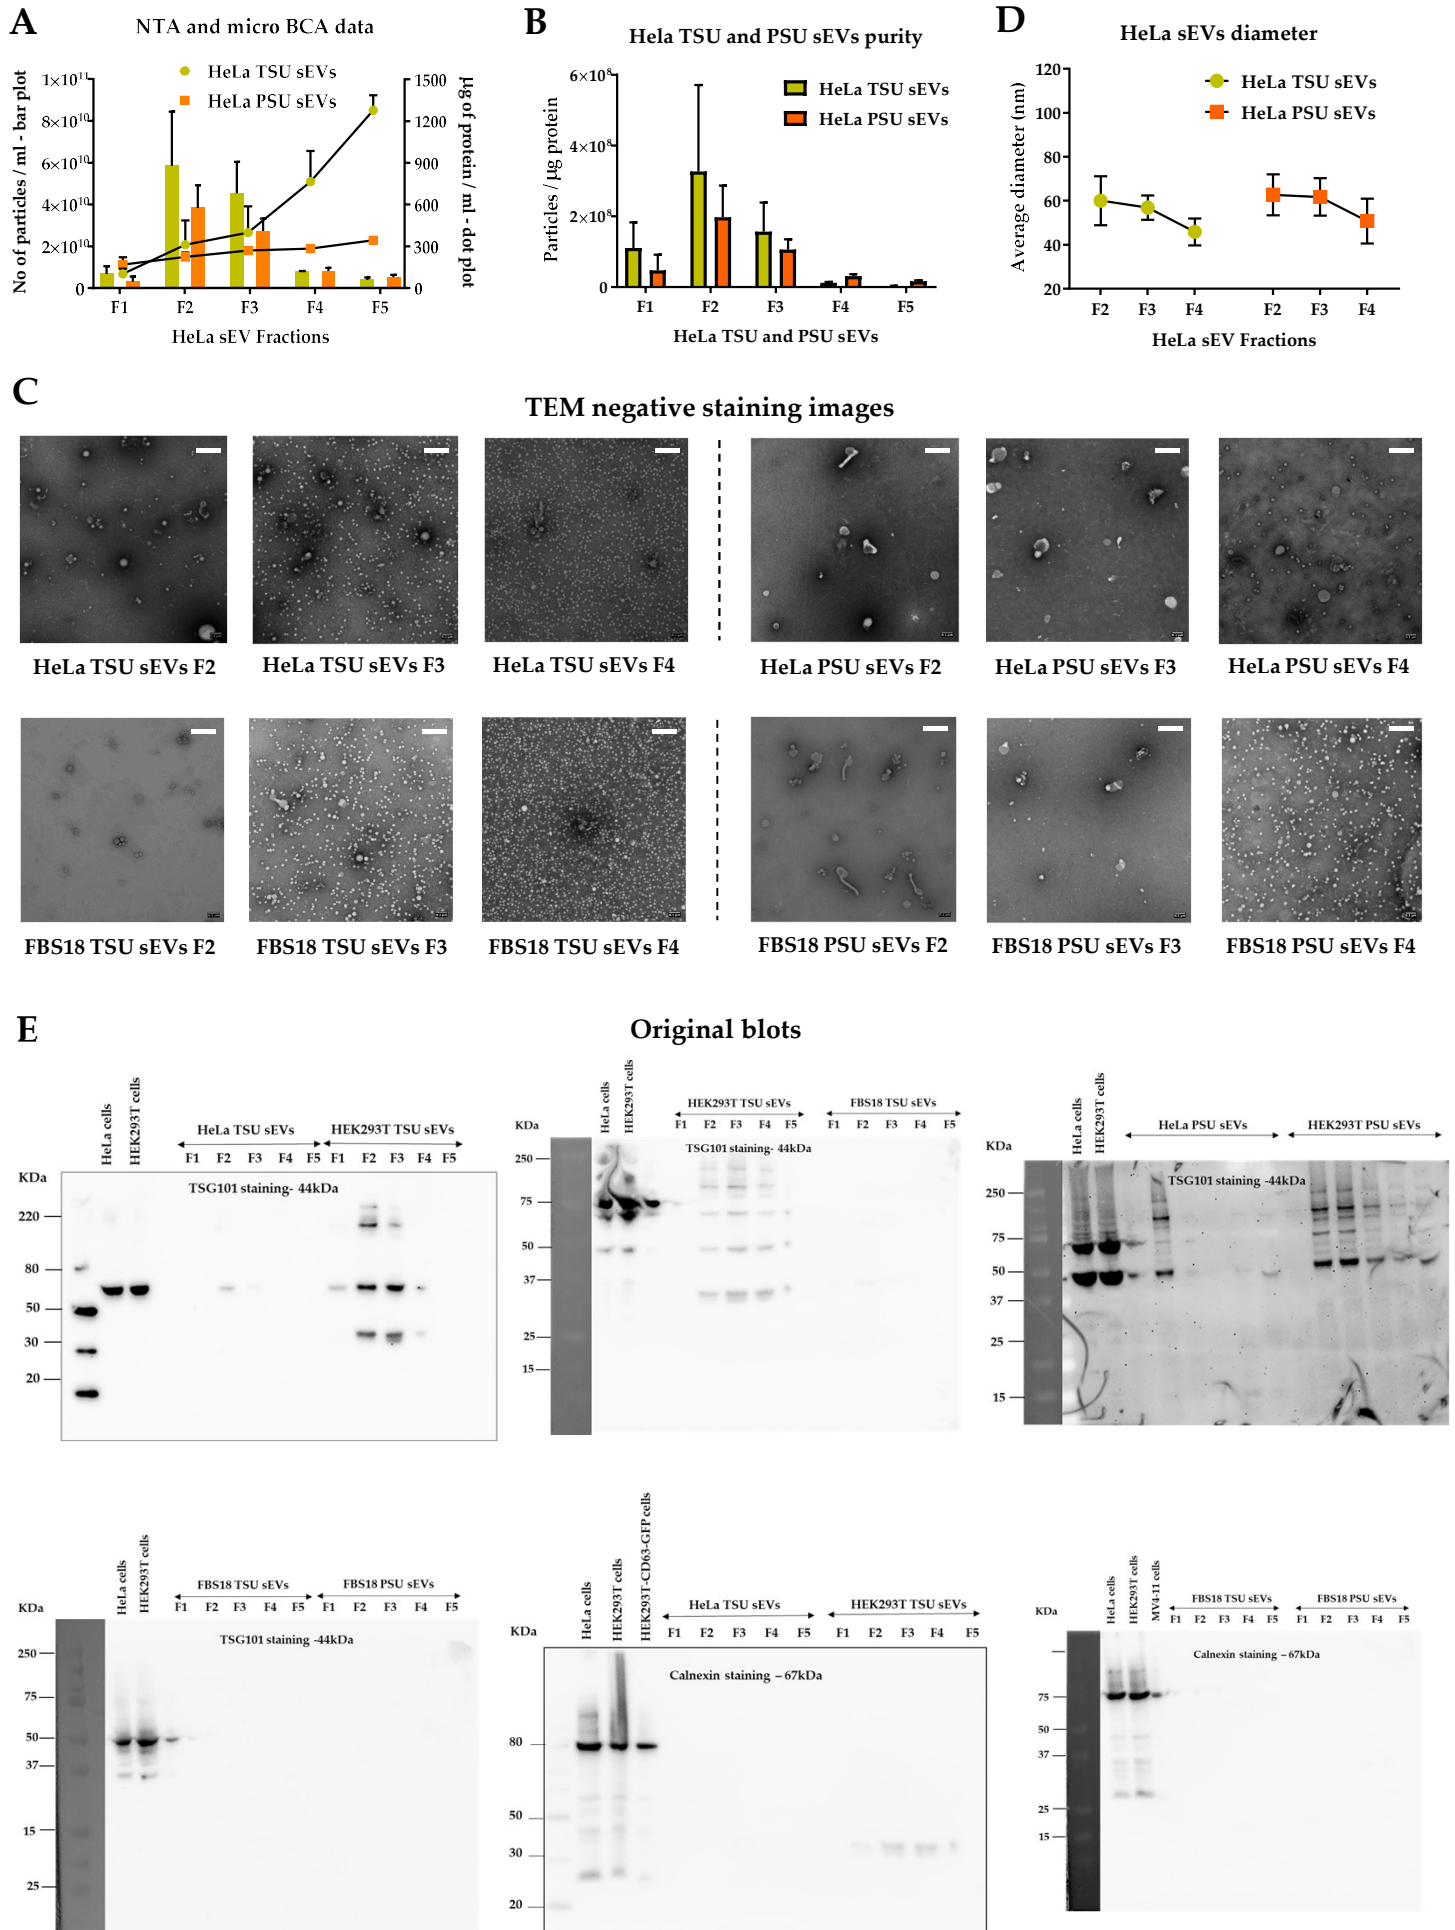 A
NTA and micro BCA data
HeLa TSU sEVs
HeLa PSU sEVs
No of particles / ml - bar plot
1×10¹¹
8×10¹⁰
6×10¹⁰
4×10¹⁰
2×10¹⁰
0
1500
1200
900
600
300
0
µg of protein / ml - dot plot
F1 F2 F3 F4 F5
HeLa sEV Fractions
B
Hela TSU and PSU sEVs purity
HeLa TSU sEVs
HeLa PSU sEVs
Particles / µg protein
6×10⁸
4×10⁸
2×10⁸
0
F1 F2 F3 F4 F5
HeLa TSU and PSU sEVs
D
HeLa sEVs diameter
HeLa TSU sEVs
HeLa PSU sEVs
Average diameter (nm)
120
100
80
60
40
20
F2 F3 F4 F2 F3 F4
HeLa sEV Fractions
C
TEM negative staining images
HeLa TSU sEVs F2
HeLa TSU sEVs F3
HeLa TSU sEVs F4
HeLa PSU sEVs F2
HeLa PSU sEVs F3
HeLa PSU sEVs F4
FBS18 TSU sEVs F2
FBS18 TSU sEVs F3
FBS18 TSU sEVs F4
FBS18 PSU sEVs F2
FBS18 PSU sEVs F3
FBS18 PSU sEVs F4
E
Original blots
HeLa cells
HEK293T cells
HeLa TSU sEVs
HEK293T TSU sEVs
F1 F2 F3 F4 F5 F1 F2 F3 F4 F5
KDa
TSG101 staining- 44kDa
220
80
50
30
20
HeLa cells
HEK293T cells
HEK293T TSU sEVs
FBS18 TSU sEVs
F1 F2 F3 F4 F5 F1 F2 F3 F4 F5
KDa
TSG101 staining- 44kDa
250
75
50
37
25
15
HeLa cells
HEK293T cells
HeLa PSU sEVs
HEK293T PSU sEVs
KDa
TSG101 staining -44kDa
250
75
50
37
25
15
HeLa cells
HEK293T cells
FBS18 TSU sEVs
FBS18 PSU sEVs
F1 F2 F3 F4 F5 F1 F2 F3 F4 F5
KDa
TSG101 staining -44kDa
250
75
50
37
15
25
HeLa cells
HEK293T cells
HEK293T-CD63-GFP cells
HeLa TSU sEVs
HEK293T TSU sEVs
F1 F2 F3 F4 F5 F1 F2 F3 F4 F5
KDa
Calnexin staining – 67kDa
80
50
30
20
HeLa cells
HEK293T cells
MV4-11 cells
FBS18 TSU sEVs
FBS18 PSU sEVs
F1 F2 F3 F4 F5 F1 F2 F3 F4 F5
KDa
Calnexin staining – 67kDa
75
50
37
25
15